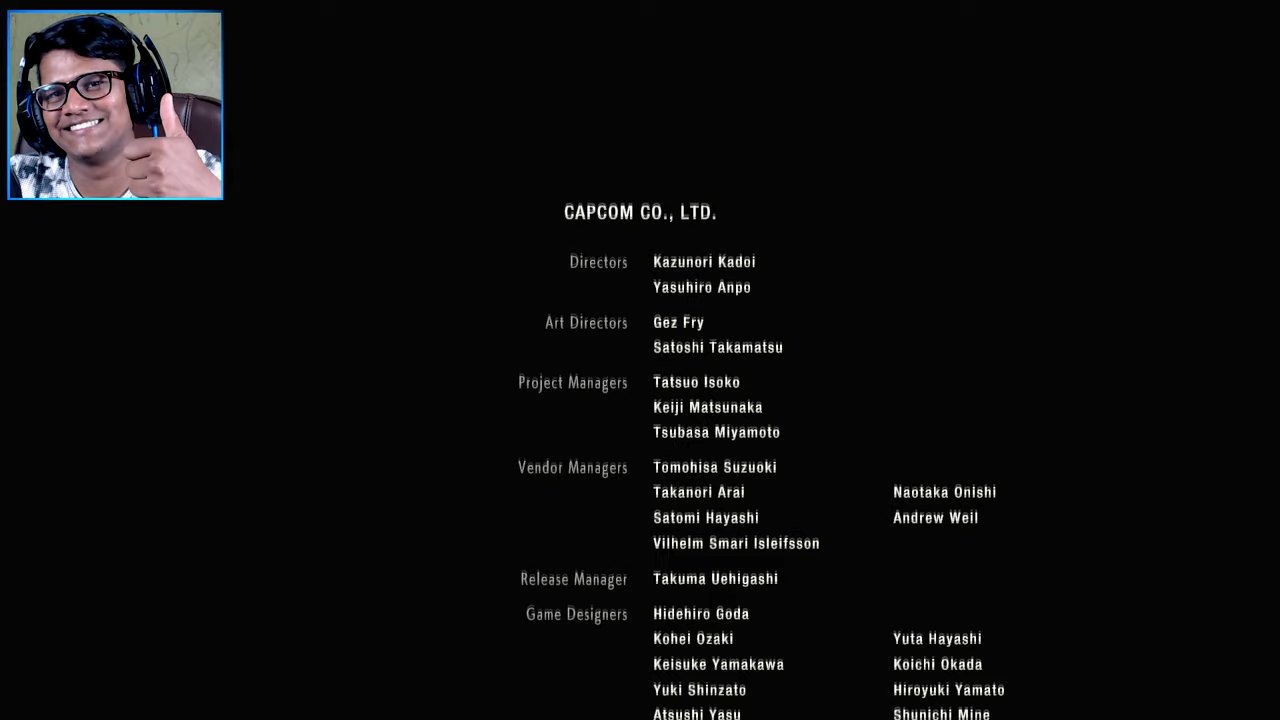 CAPCOM CO., LTD.
Directors Kazunori Kadoi
Yasuhiro Anpo
Art Directors Gez Fry
Satoshi Takamatsu
Project Managers Tatsuo Isoko
Keiji Matsunaka
Tsubasa Miyamoto
Vendor Managers Tomohisa Suzuoki
Takanori Arai Naotaka Onishi
Satomi Hayashi Andrew Weil
Vilhelm Smari Isleifsson
Release Manager Takuma Uehigashi
Game Designers Hidehiro Goda
Kohei Ozaki Yuta Hayashi
Keisuke Yamakawa Koichi Okada
Yuki Shinzato Hiroyuki Yamato
Atsushi Yasu Shunichi Mine